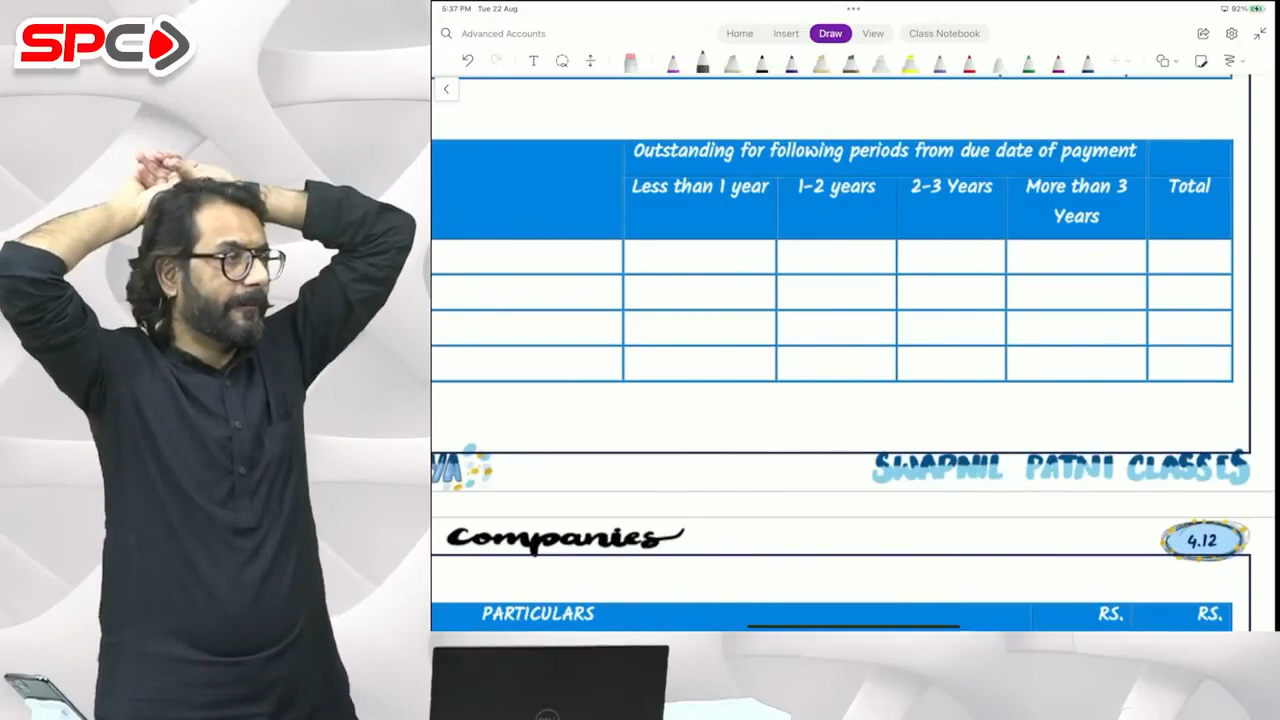 SPC
5:37 PM Tue 22 Aug
92%
Advanced Accounts
Home Insert Draw View Class Notebook
Outstanding for following periods from due date of payment
Less than 1 year 1-2 years 2-3 Years More than 3 Years Total
VA
SWAPNIL PATNI CLASSES
Companies
4.12
PARTICULARS RS. RS.
DELL